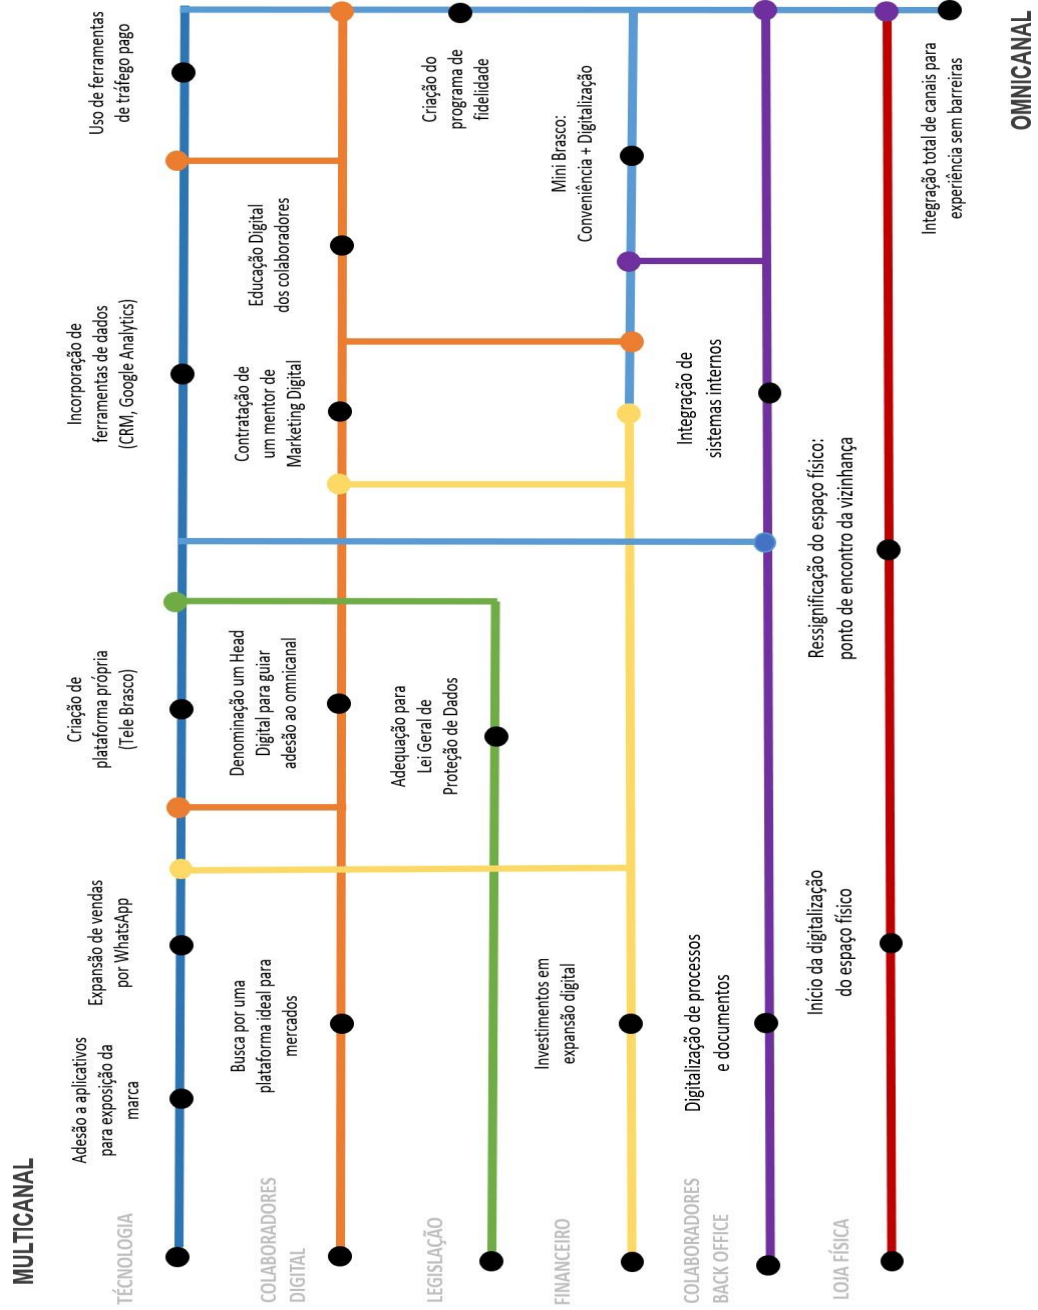 MULTICANAL
TÉCNOLOGIA
Adesão a aplicativos
para exposição da
marca
Expansão de vendas
por WhatsApp
Criação de
plataforma própria
(Tele Brasco)
Incorporação de
ferramentas de dados
(CRM, Google Analytics)
Uso de ferramentas
de tráfego pago
COLABORADORES
DIGITAL
Busca por uma
plataforma ideal para
mercados
Denominação um Head
Digital para guiar
adesão ao omnicanal
Contratação de
um mentor de
Marketing Digital
Educação Digital
dos colaboradores
LEGISLAÇÃO
Adequação para
Lei Geral de
Proteção de Dados
Criação do
programa de
fidelidade
FINANCEIRO
Investimentos em
expansão digital
Mini Brasco:
Conveniência + Digitalização
COLABORADORES
BACK OFFICE
Digitalização de processos
e documentos
Integração de
sistemas internos
LOJA FÍSICA
Início da digitalização
do espaço físico
Ressignificação do espaço físico:
ponto de encontro da vizinhança
Integração total de canais para
experiência sem barreiras
OMNICANAL